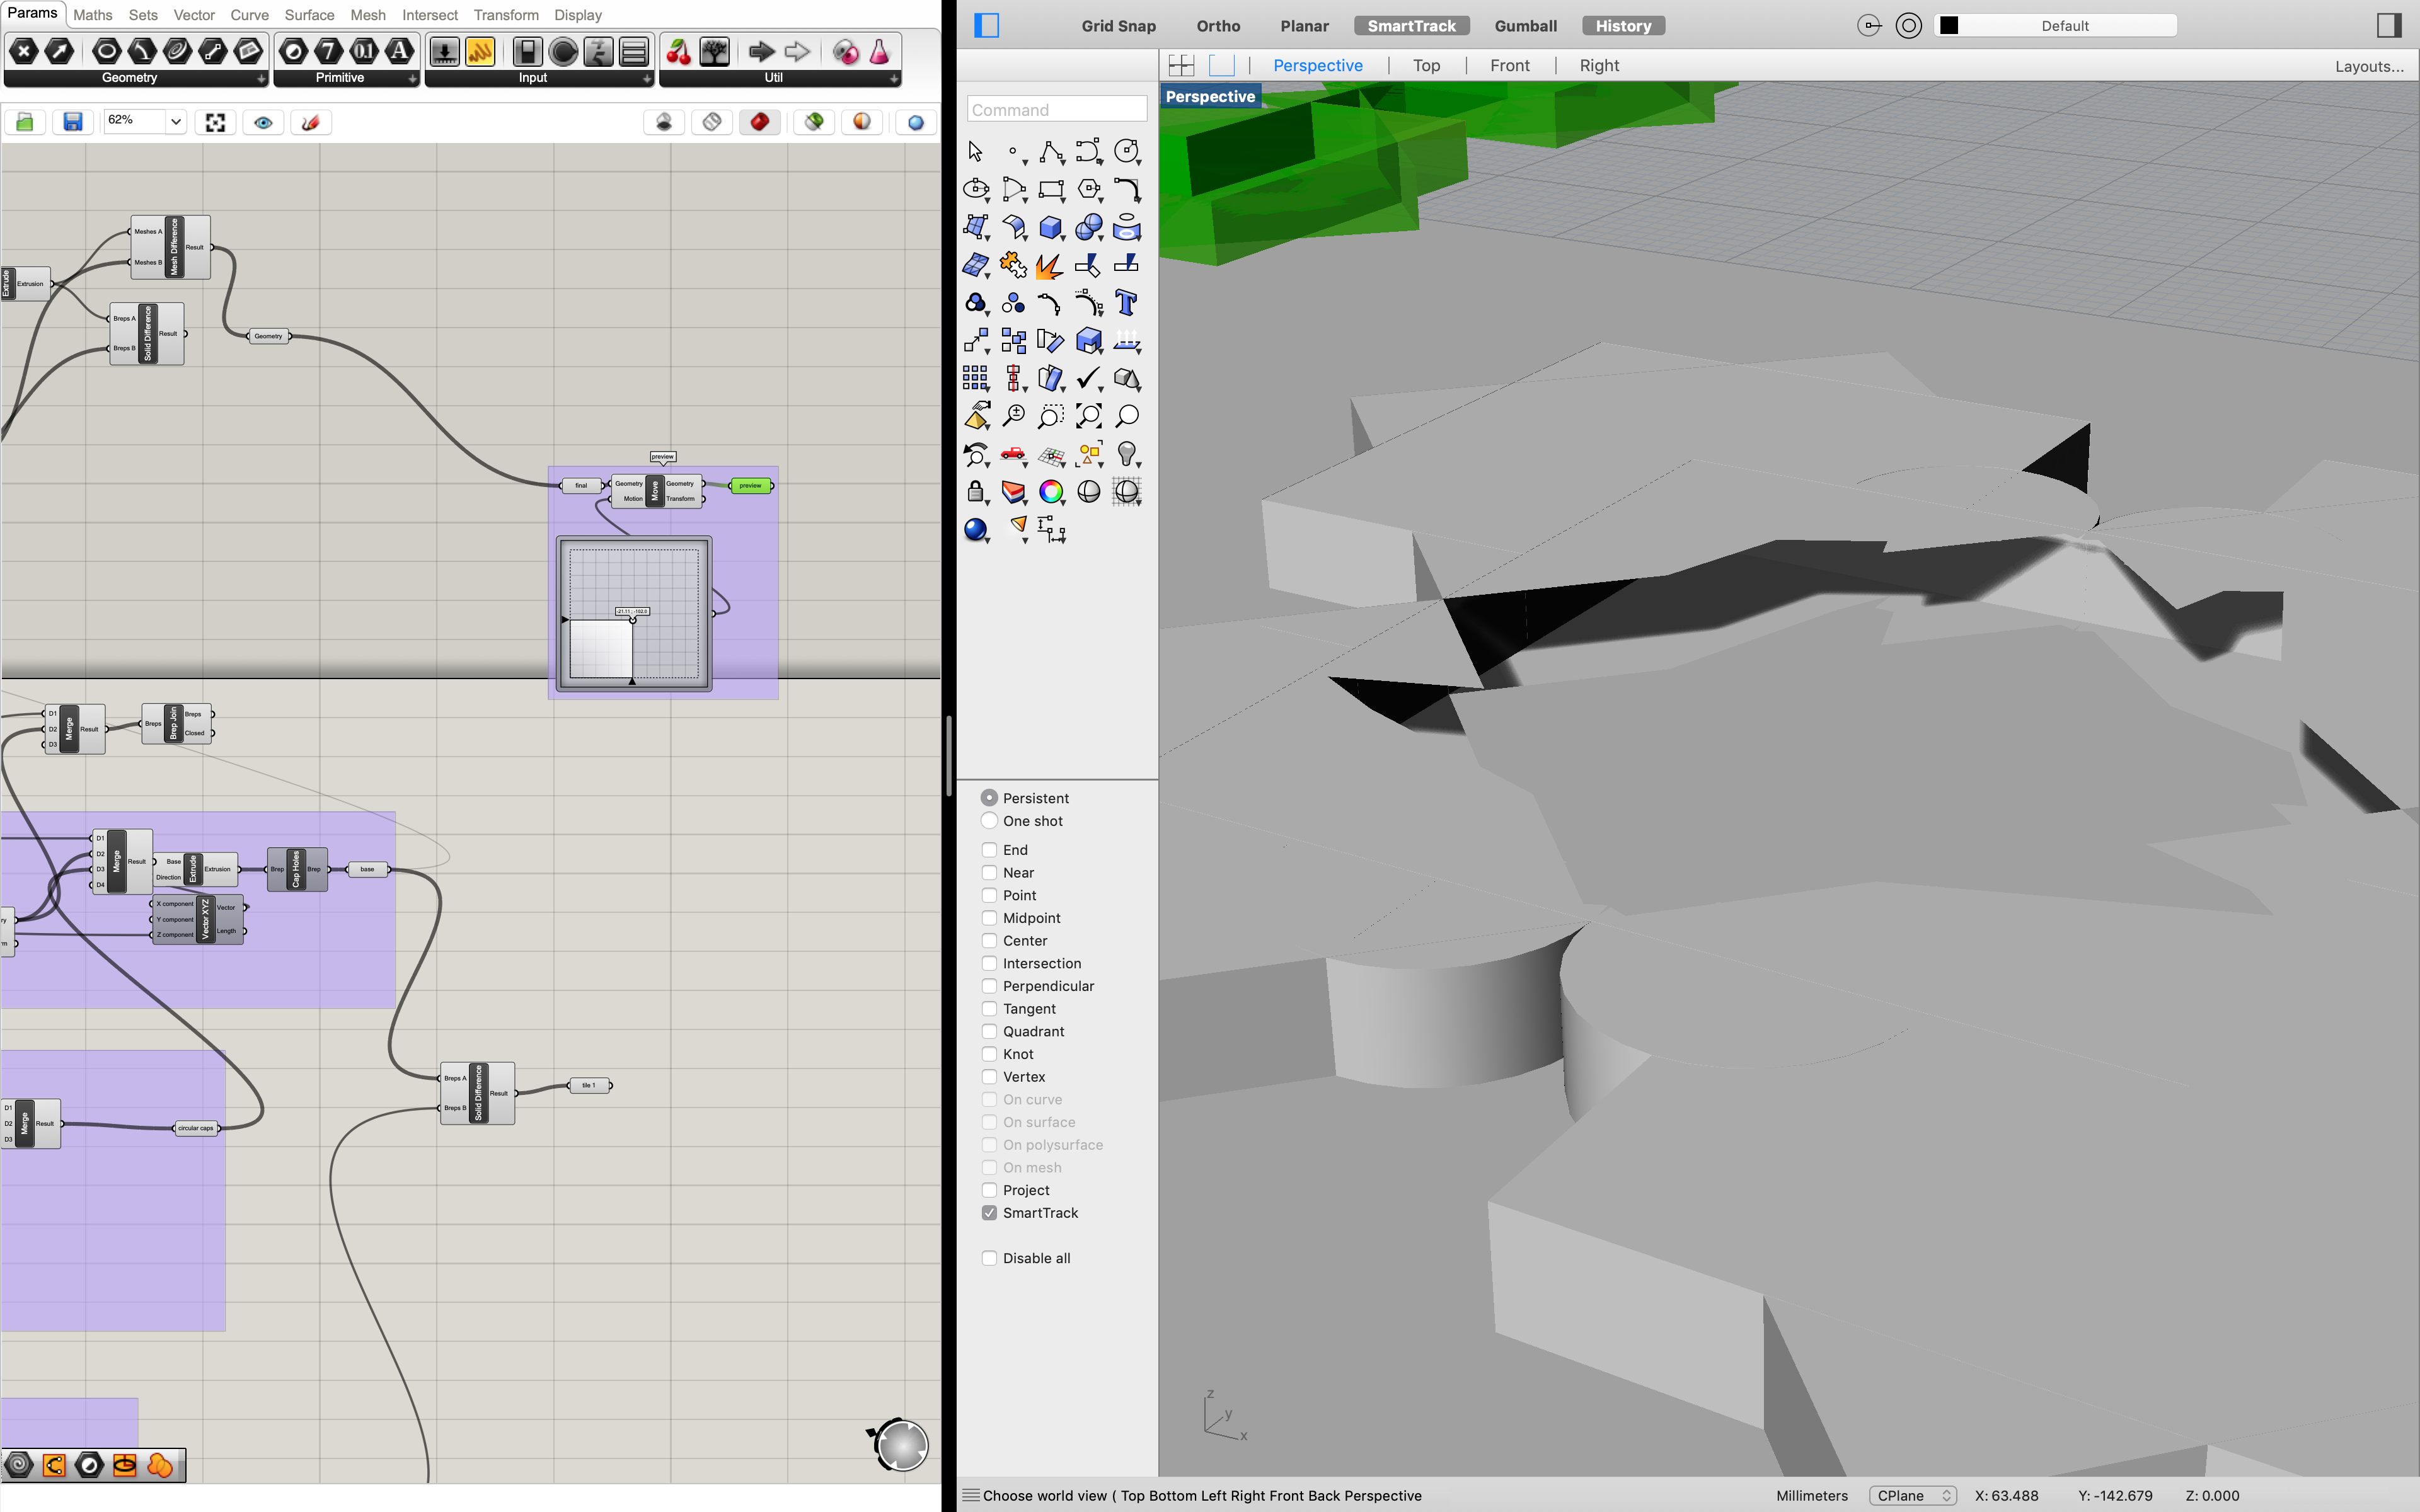 Params Maths Sets Vector Curve Surface Mesh Intersect Transform Display
Geometry Primitive Input Util
62%
Meshes A
Meshes B
Mesh Difference
Result
Extrude
Extrusion
Breps A
Breps B
Solid Difference
Result
Geometry
preview
final
Geometry
Motion
Move
Geometry
Transform
preview
D1
D2
D3
Merge
Result
Breps
Brep Join
Breps
Closed
D1
D2
D3
D4
Merge
Result
Base
Direction
Extrude
Extrusion
Brep
Cap Holes
Brep
base
X component
Y component
Z component
Vector XYZ
Vector
Length
ry
rm
D1
D2
D3
Merge
Result
circular caps
Breps A
Breps B
Solid Difference
Result
tile 1
Grid Snap Ortho Planar SmartTrack Gumball History Default
Perspective Top Front Right Layouts...
Command
Perspective
Persistent
One shot
End
Near
Point
Midpoint
Center
Intersection
Perpendicular
Tangent
Quadrant
Knot
Vertex
On curve
On surface
On polysurface
On mesh
Project
SmartTrack
Disable all
z
y
x
Choose world view ( Top Bottom Left Right Front Back Perspective
Millimeters CPlane X: 63.488 Y: -142.679 Z: 0.000